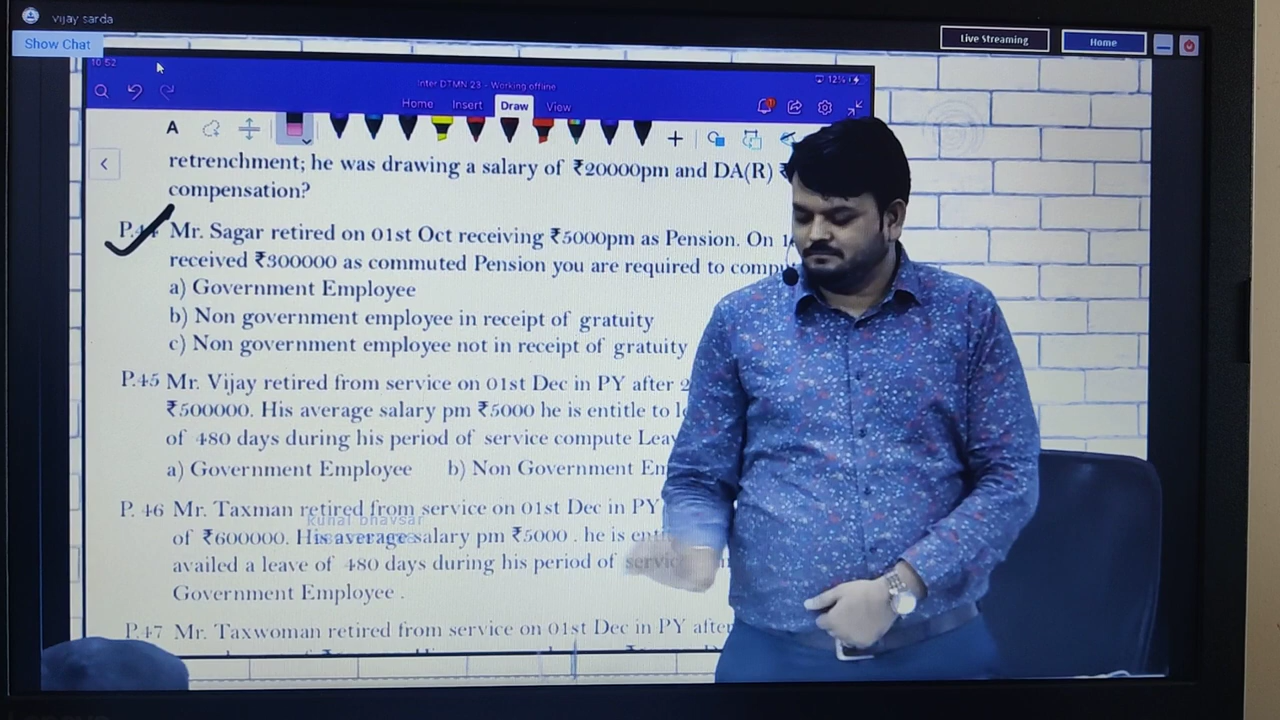 vijay sarda
Show Chat
Live Streaming
Home
10:52
12%
Inter DTMN 23 - Working offline
Home Insert Draw View
A
retrenchment; he was drawing a salary of ₹20000pm and DA(R)
compensation?
P.44 Mr. Sagar retired on 01st Oct receiving ₹5000pm as Pension. On
received ₹300000 as commuted Pension you are required to
a) Government Employee
b) Non government employee in receipt of gratuity
c) Non government employee not in receipt of gratuity
P.45 Mr. Vijay retired from service on 01st Dec in PY after
₹500000. His average salary pm ₹5000 he is entitle to
of 480 days during his period of service compute
a) Government Employee b) Non Government
P. 46 Mr. Taxman retired from service on 01st Dec in PY
kunal bhavsar
of ₹600000. His average salary pm ₹5000 . he is
availed a leave of 480 days during his period of
Government Employee .
P.47 Mr. Taxwoman retired from service on 01st Dec in PY after